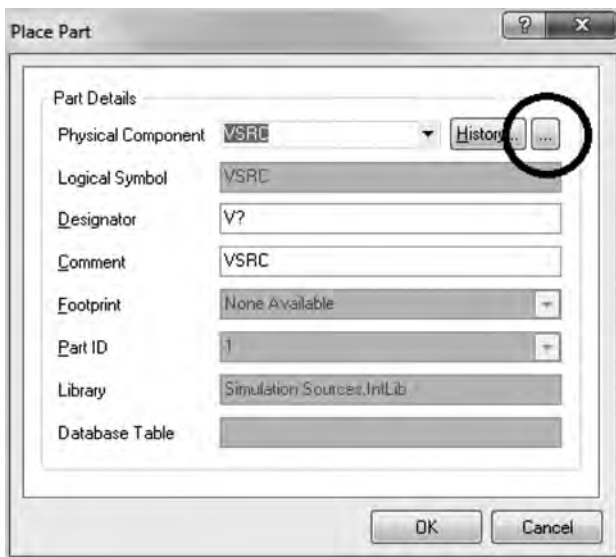 Place Part
?
Part Details
Physical Component VSRC History... ...
Logical Symbol VSRC
Designator V?
Comment VSRC
Footprint None Available
Part ID 1
Library Simulation Sources.IntLib
Database Table
OK Cancel